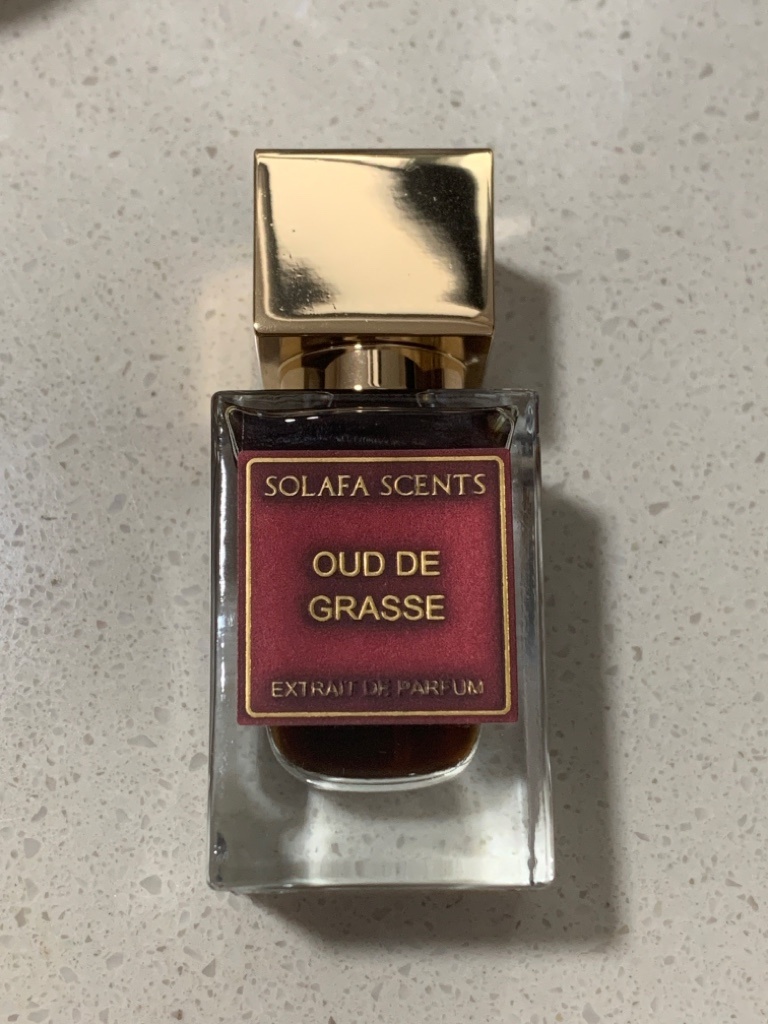 SOLAFA SCENTS
OUD DE
GRASSE
EXTRAIT DE PARFUM